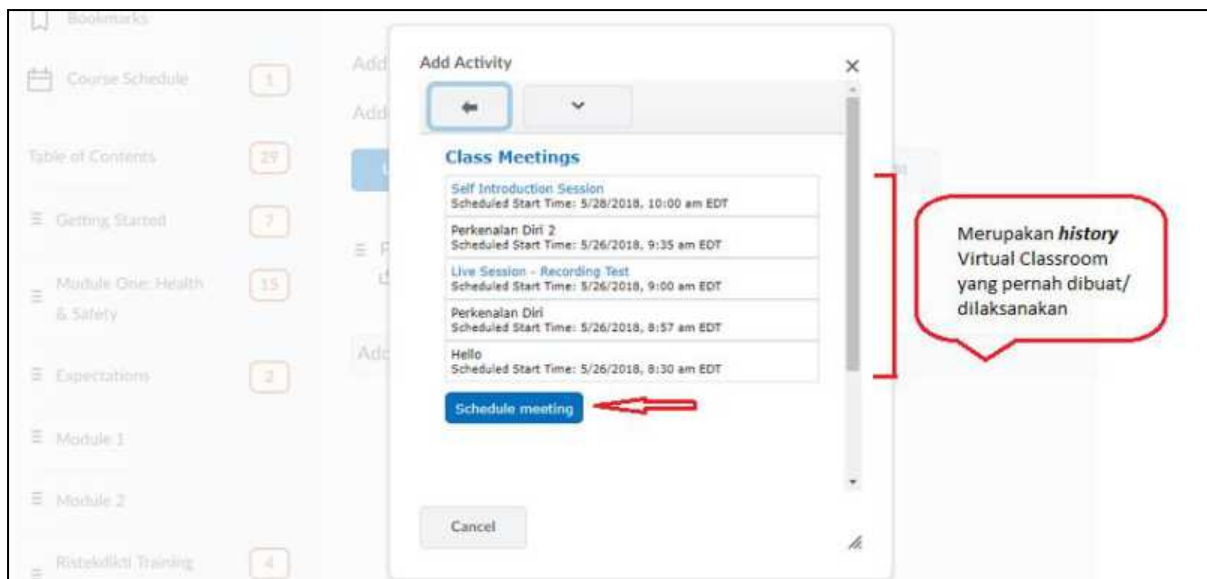 Bookmarks
Course Schedule
1
Table of Contents
29
Getting Started
7
Module One: Health
& Safety
15
Expectations
2
Module 1
Module 2
Ristekdikti Training
4
Add
Add
Add Activity
Class Meetings
Self Introduction Session
Scheduled Start Time: 5/28/2018, 10:00 am EDT
Perkenalan Diri 2
Scheduled Start Time: 5/26/2018, 9:35 am EDT
Live Session - Recording Test
Scheduled Start Time: 5/26/2018, 9:00 am EDT
Perkenalan Diri
Scheduled Start Time: 5/26/2018, 8:57 am EDT
Hello
Scheduled Start Time: 5/26/2018, 8:30 am EDT
Schedule meeting
Cancel
Merupakan history
Virtual Classroom
yang pernah dibuat/
dilaksanakan